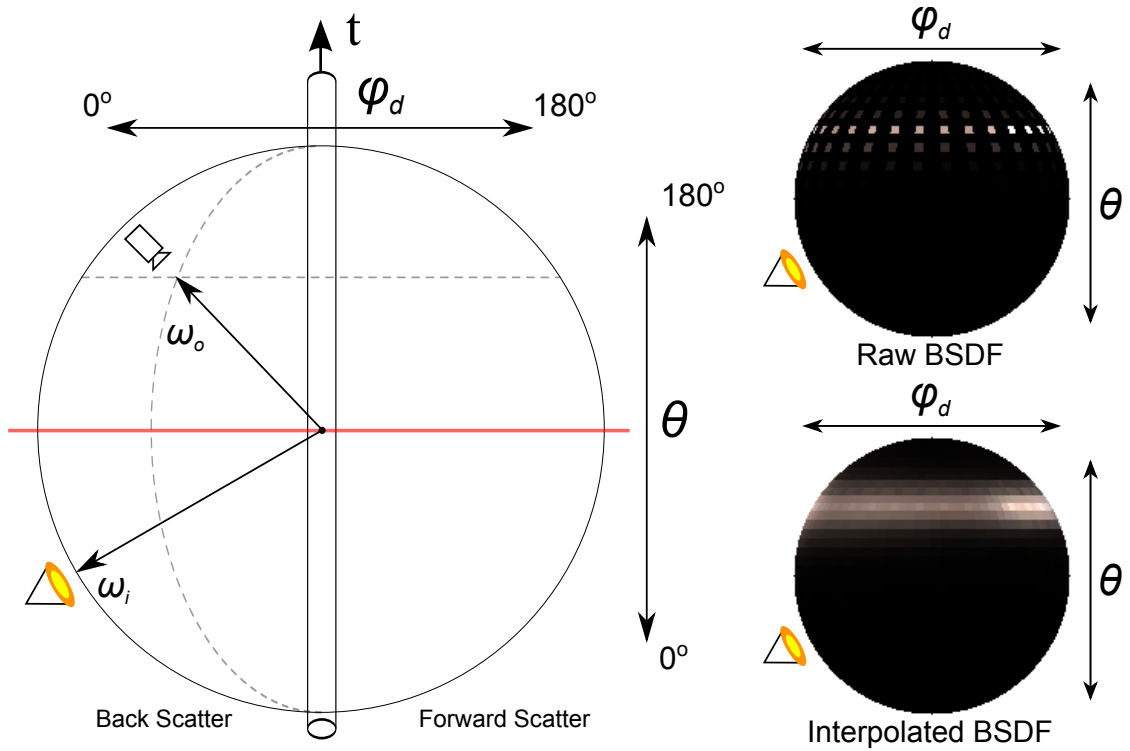 t
φd
0° 180°
ωo
ωi
180°
θ
0°
Back Scatter Forward Scatter
φd
θ
Raw BSDF
φd
θ
Interpolated BSDF